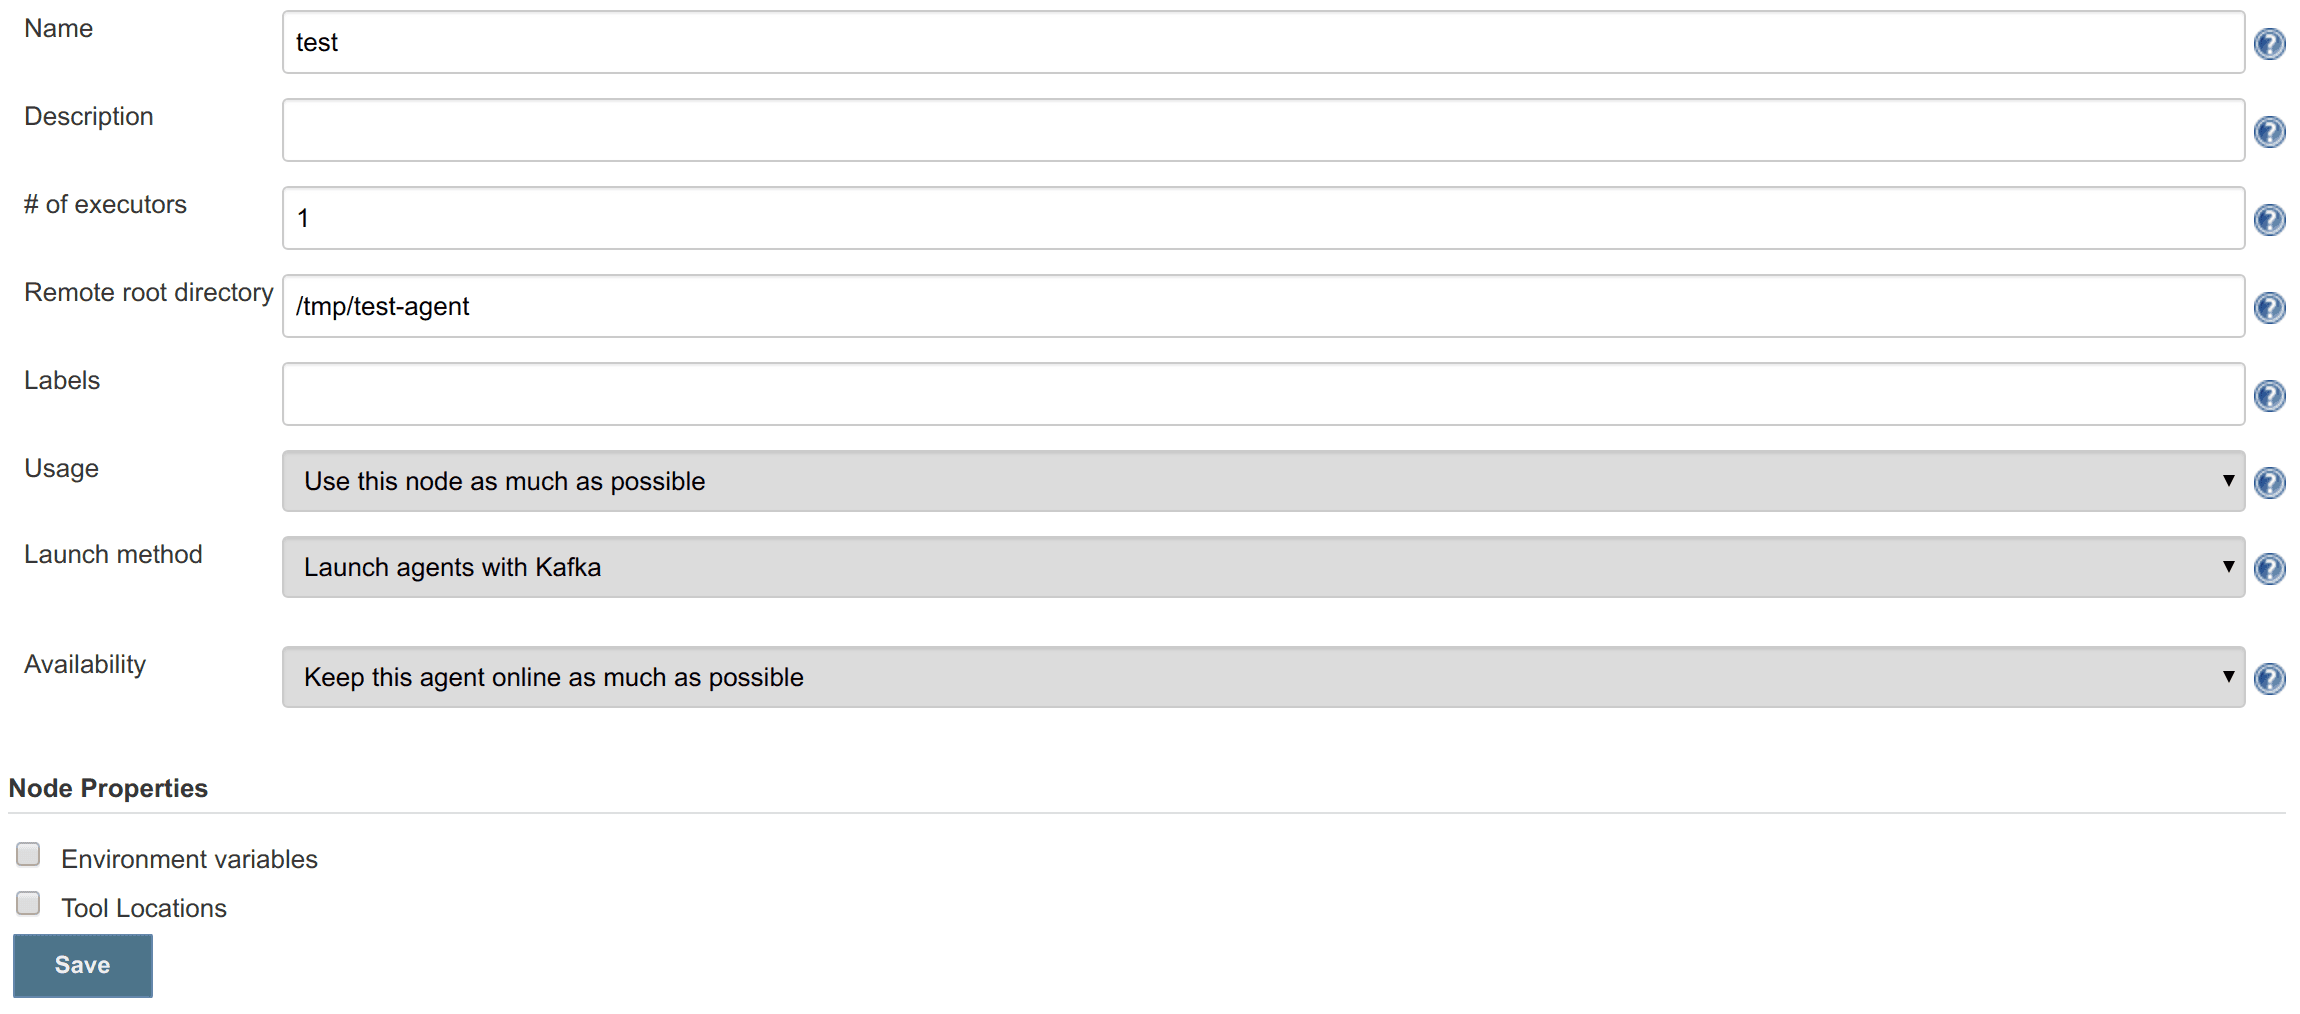 Name
test
Description
# of executors
1
Remote root directory
/tmp/test-agent
Labels
Usage
Use this node as much as possible
Launch method
Launch agents with Kafka
Availability
Keep this agent online as much as possible
Node Properties
Environment variables
Tool Locations
Save